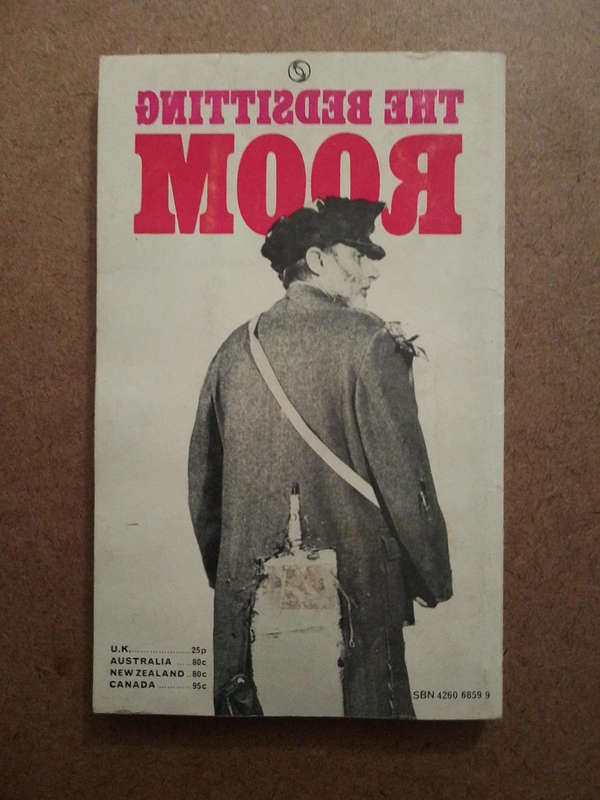 THE BEDSITTING
ROOM
U.K. .................. 25p
AUSTRALIA ..... 80c
NEW ZEALAND .. 80c
CANADA ........... 95c
SBN 4260 6859 9